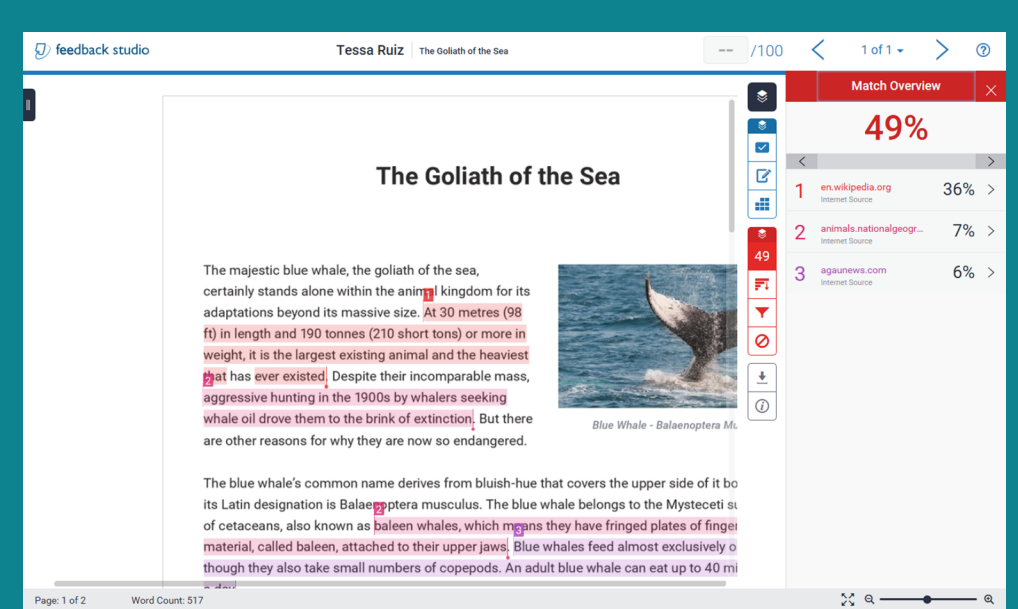 feedback studio
Tessa Ruiz The Goliath of the Sea
-- /100
1 of 1
Match Overview
49%
1 en.wikipedia.org 36%
Internet Source
2 animals.nationalgeogr... 7%
Internet Source
3 agaunews.com 6%
Internet Source
49
The Goliath of the Sea
The majestic blue whale, the goliath of the sea,
certainly stands alone within the animal kingdom for its
1
adaptations beyond its massive size. At 30 metres (98
ft) in length and 190 tonnes (210 short tons) or more in
weight, it is the largest existing animal and the heaviest
2
that has ever existed. Despite their incomparable mass,
aggressive hunting in the 1900s by whalers seeking
whale oil drove them to the brink of extinction. But there
are other reasons for why they are now so endangered.
Blue Whale - Balaenoptera Mu
The blue whale's common name derives from bluish-hue that covers the upper side of it bo
its Latin designation is Balaenoptera musculus. The blue whale belongs to the Mysteceti su
2
of cetaceans, also known as baleen whales, which means they have fringed plates of finger
3
material, called baleen, attached to their upper jaws. Blue whales feed almost exclusively o
though they also take small numbers of copepods. An adult blue whale can eat up to 40 mi
Page: 1 of 2 Word Count: 517